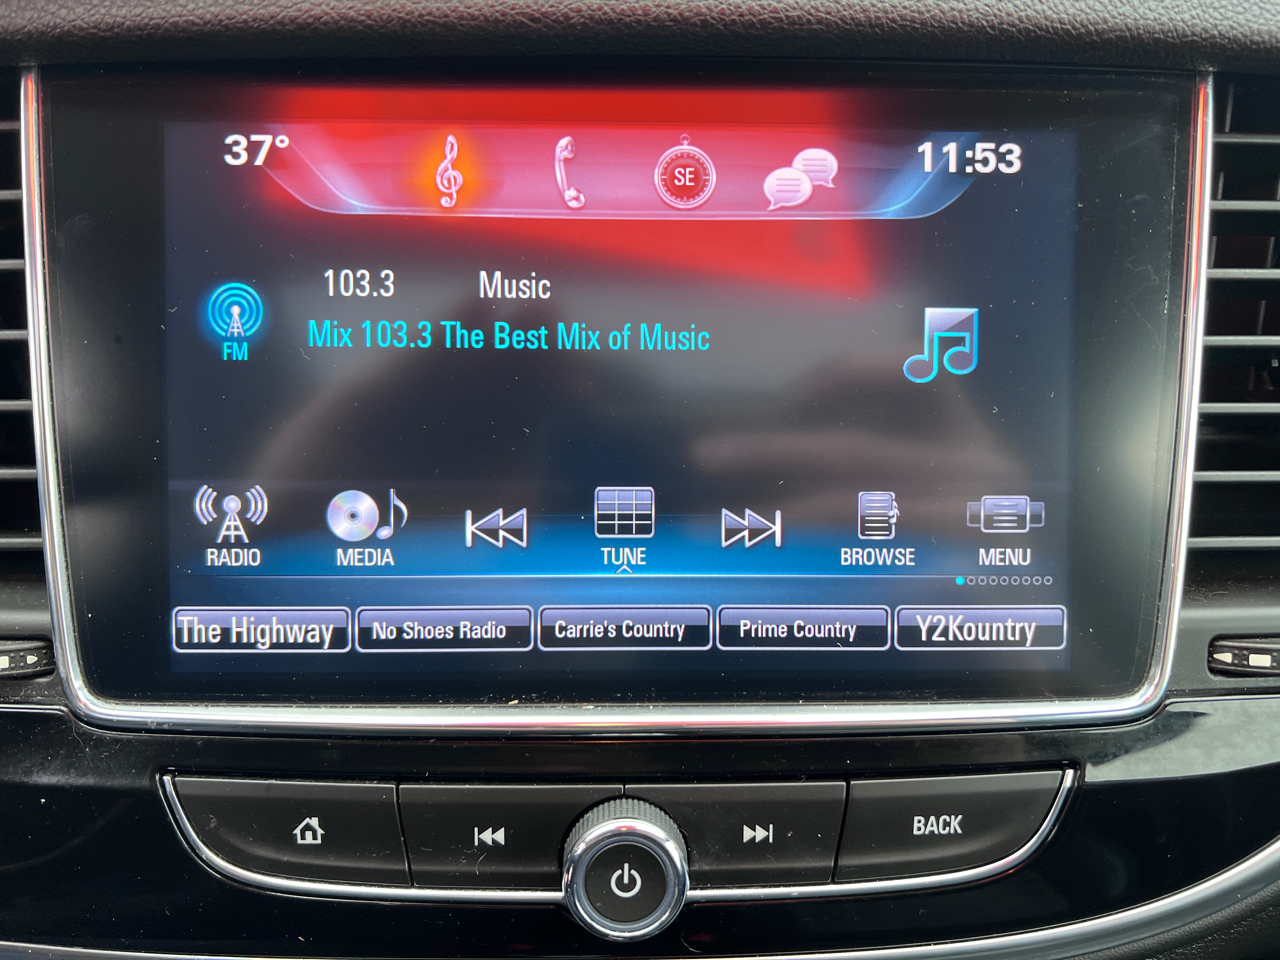 37°
SE
11:53
103.3 Music
FM
Mix 103.3 The Best Mix of Music
RADIO
MEDIA
TUNE
BROWSE
MENU
The Highway
No Shoes Radio
Carrie's Country
Prime Country
Y2Kountry
BACK